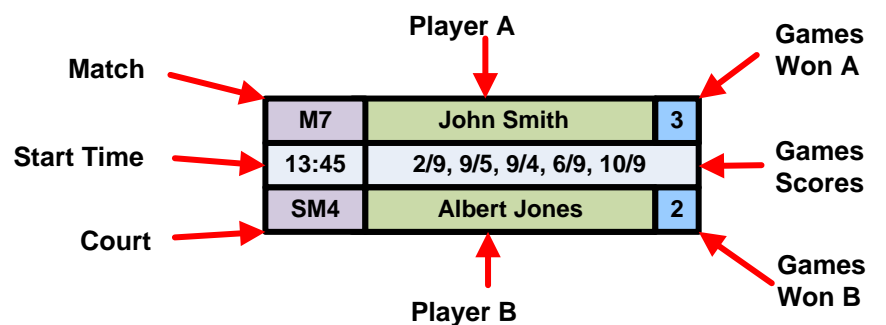 Player A
Games
Won A
Match
M7
John Smith
3
Start Time
13:45
2/9, 9/5, 9/4, 6/9, 10/9
Games
Scores
SM4
Albert Jones
2
Court
Games
Won B
Player B